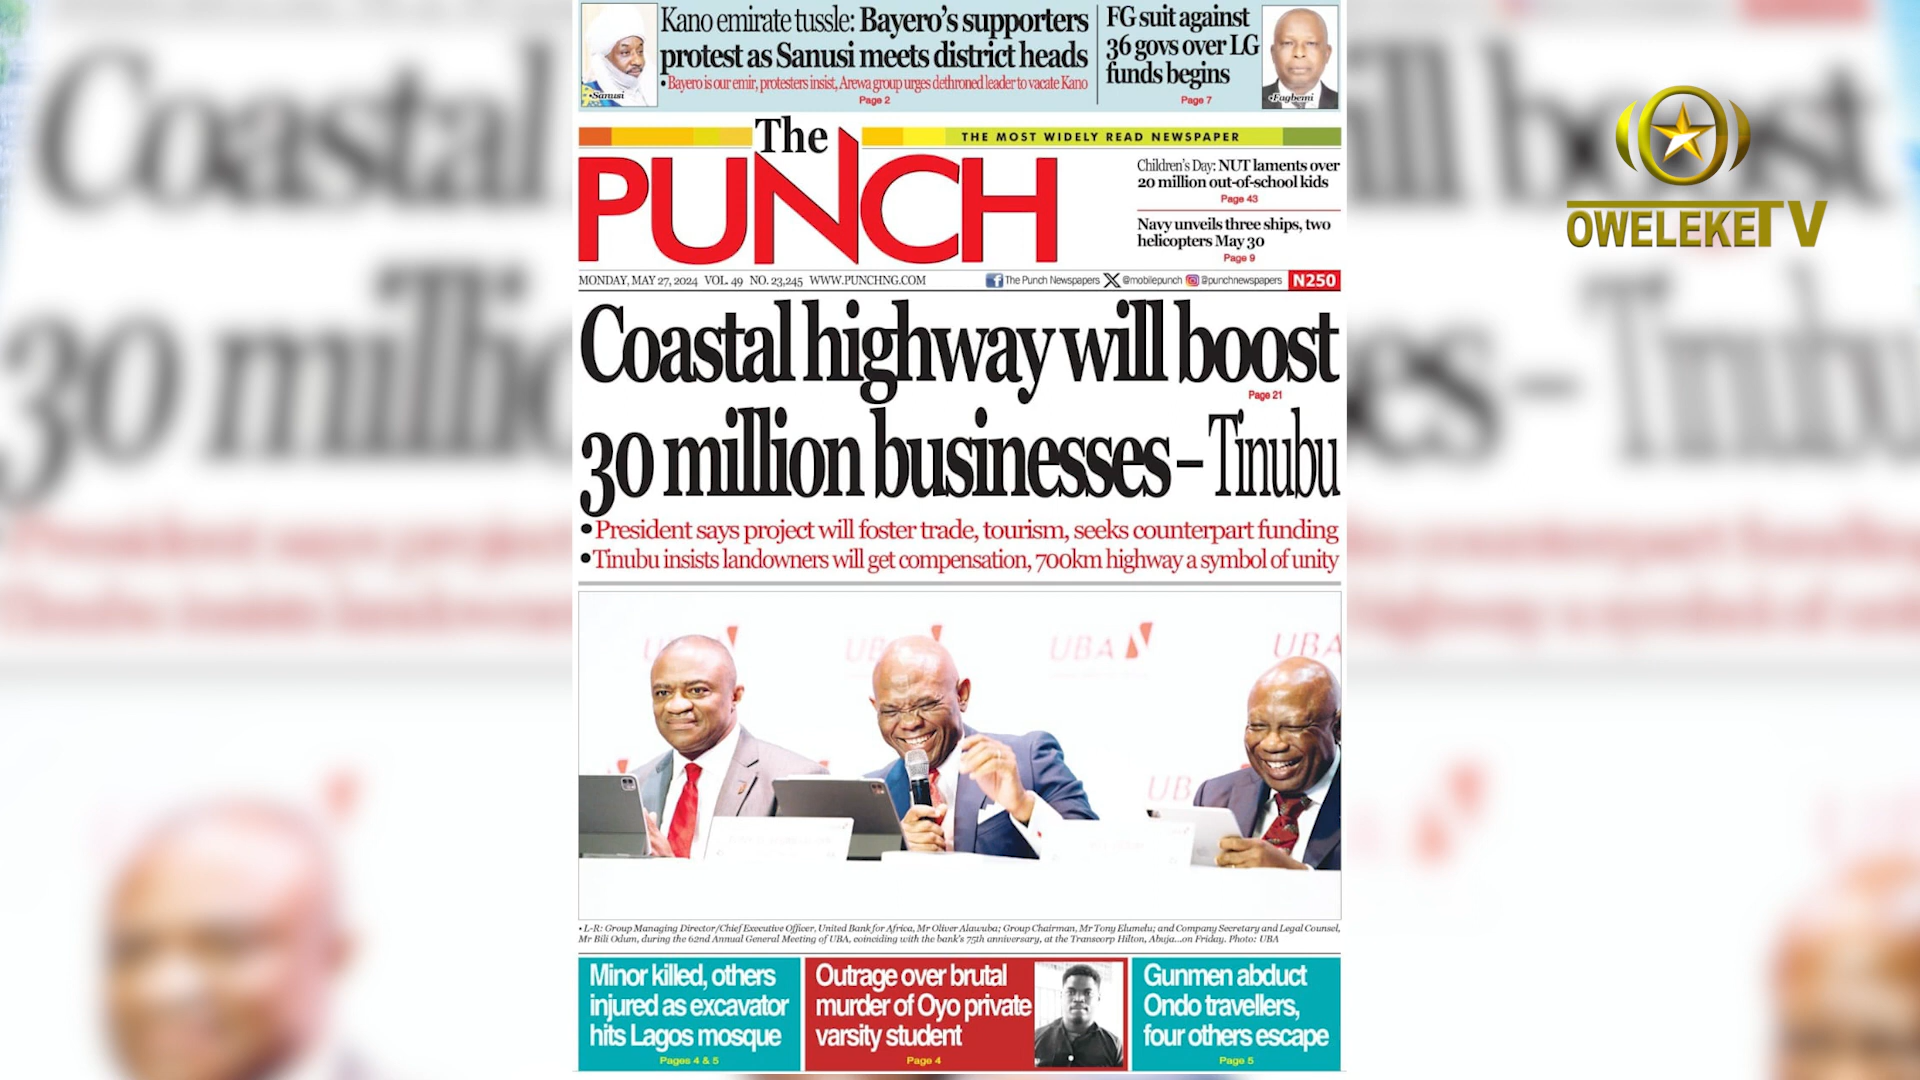 Kano emirate tussle: Bayero's supporters
protest as Sanusi meets district heads
• Bayero is our emir, protesters insist, Arewa group urges dethroned leader to vacate Kano
Page 2
•Sanusi
FG suit against
36 govs over LG
funds begins
Page 7
•Fagbemi
The
PUNCH
THE MOST WIDELY READ NEWSPAPER
Children's Day: NUT laments over
20 million out-of-school kids
Page 43
Navy unveils three ships, two
helicopters May 30
Page 9
OWELEKE TV
MONDAY, MAY 27, 2024 VOL. 49 NO. 23,245 WWW.PUNCHNG.COM
The Punch Newspapers @mobilepunch @punchnewspapers N250
Coastal highway will boost
Page 21
30 million businesses – Tinubu
• President says project will foster trade, tourism, seeks counterpart funding
• Tinubu insists landowners will get compensation, 700km highway a symbol of unity
UBA UBA UBA
UBA
• L-R: Group Managing Director/Chief Executive Officer, United Bank for Africa, Mr Oliver Alawuba; Group Chairman, Mr Tony Elumelu; and Company Secretary and Legal Counsel,
Mr Bili Odum, during the 62nd Annual General Meeting of UBA, coinciding with the bank's 75th anniversary, at the Transcorp Hilton, Abuja...on Friday. Photo: UBA
Minor killed, others
injured as excavator
hits Lagos mosque
Pages 4 & 5
Outrage over brutal
murder of Oyo private
varsity student
Page 4
Gunmen abduct
Ondo travellers,
four others escape
Page 5